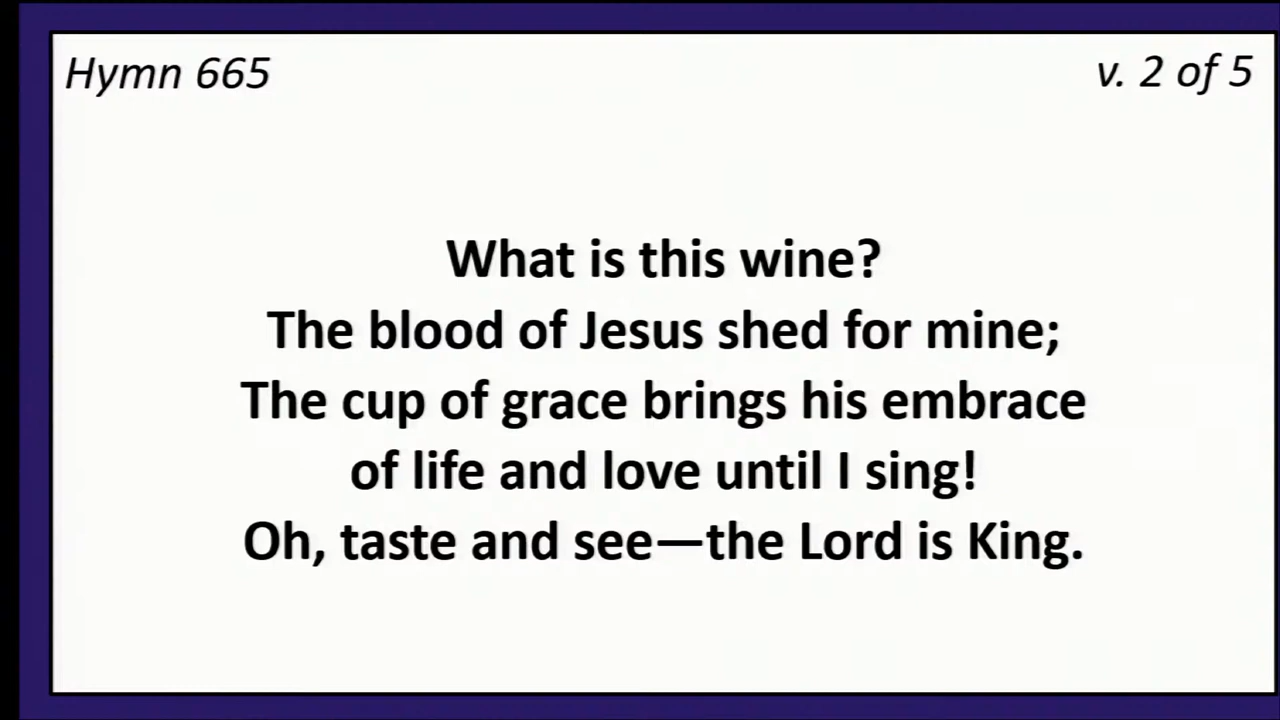 Hymn 665
v. 2 of 5
What is this wine?
The blood of Jesus shed for mine;
The cup of grace brings his embrace
of life and love until I sing!
Oh, taste and see—the Lord is King.